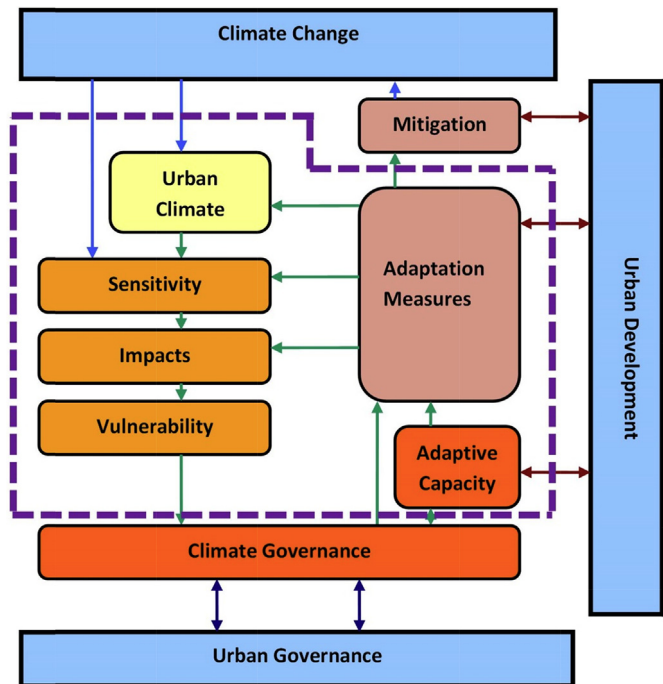 Climate Change
Mitigation
Urban
Climate
Adaptation
Measures
Sensitivity
Impacts
Vulnerability
Adaptive
Capacity
Climate Governance
Urban Governance
Urban Development